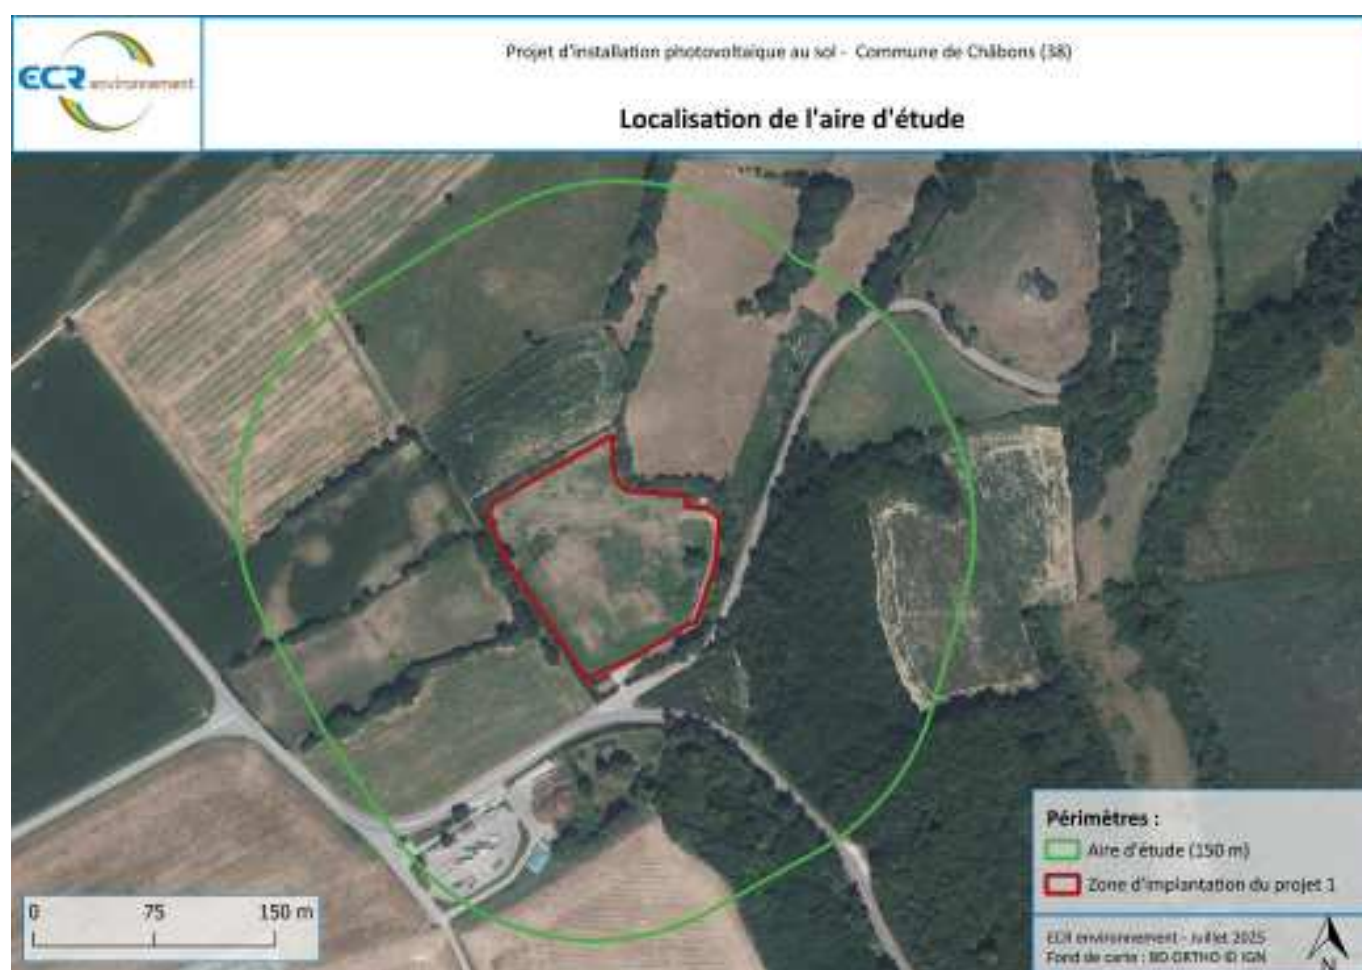 ECR environnement
Projet d'installation photovoltaïque au sol - Commune de Châbons (38)
Localisation de l'aire d'étude
Périmètres :
Aire d'étude (150 m)
Zone d'implantation du projet 1
0 75 150 m
ECR environnement - Juillet 2025
Fond de carte : BD ORTHO © IGN
N